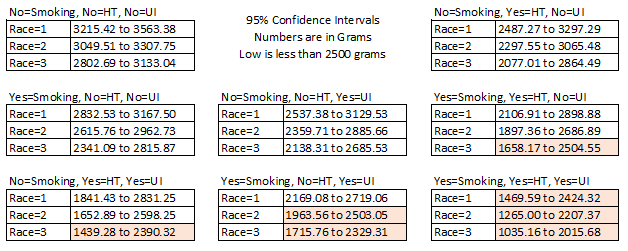 No=Smoking, No=HT, No=UI
Race=1 3215.42 to 3563.38
Race=2 3049.51 to 3307.75
Race=3 2802.69 to 3133.04
95% Confidence Intervals
Numbers are in Grams
Low is less than 2500 grams
No=Smoking, Yes=HT, No=UI
Race=1 2487.27 to 3297.29
Race=2 2297.55 to 3065.48
Race=3 2077.01 to 2864.49
Yes=Smoking, No=HT, No=UI
Race=1 2832.53 to 3167.50
Race=2 2615.76 to 2962.73
Race=3 2341.09 to 2815.87
No=Smoking, No=HT, Yes=UI
Race=1 2537.38 to 3129.53
Race=2 2359.71 to 2885.66
Race=3 2138.31 to 2685.53
Yes=Smoking, Yes=HT, No=UI
Race=1 2106.91 to 2898.88
Race=2 1897.36 to 2686.89
Race=3 1658.17 to 2504.55
No=Smoking, Yes=HT, Yes=UI
Race=1 1841.43 to 2831.25
Race=2 1652.89 to 2598.25
Race=3 1439.28 to 2390.32
Yes=Smoking, No=HT, Yes=UI
Race=1 2169.08 to 2719.06
Race=2 1963.56 to 2503.05
Race=3 1715.76 to 2329.31
Yes=Smoking, Yes=HT, Yes=UI
Race=1 1469.59 to 2424.32
Race=2 1265.00 to 2207.37
Race=3 1035.16 to 2015.68